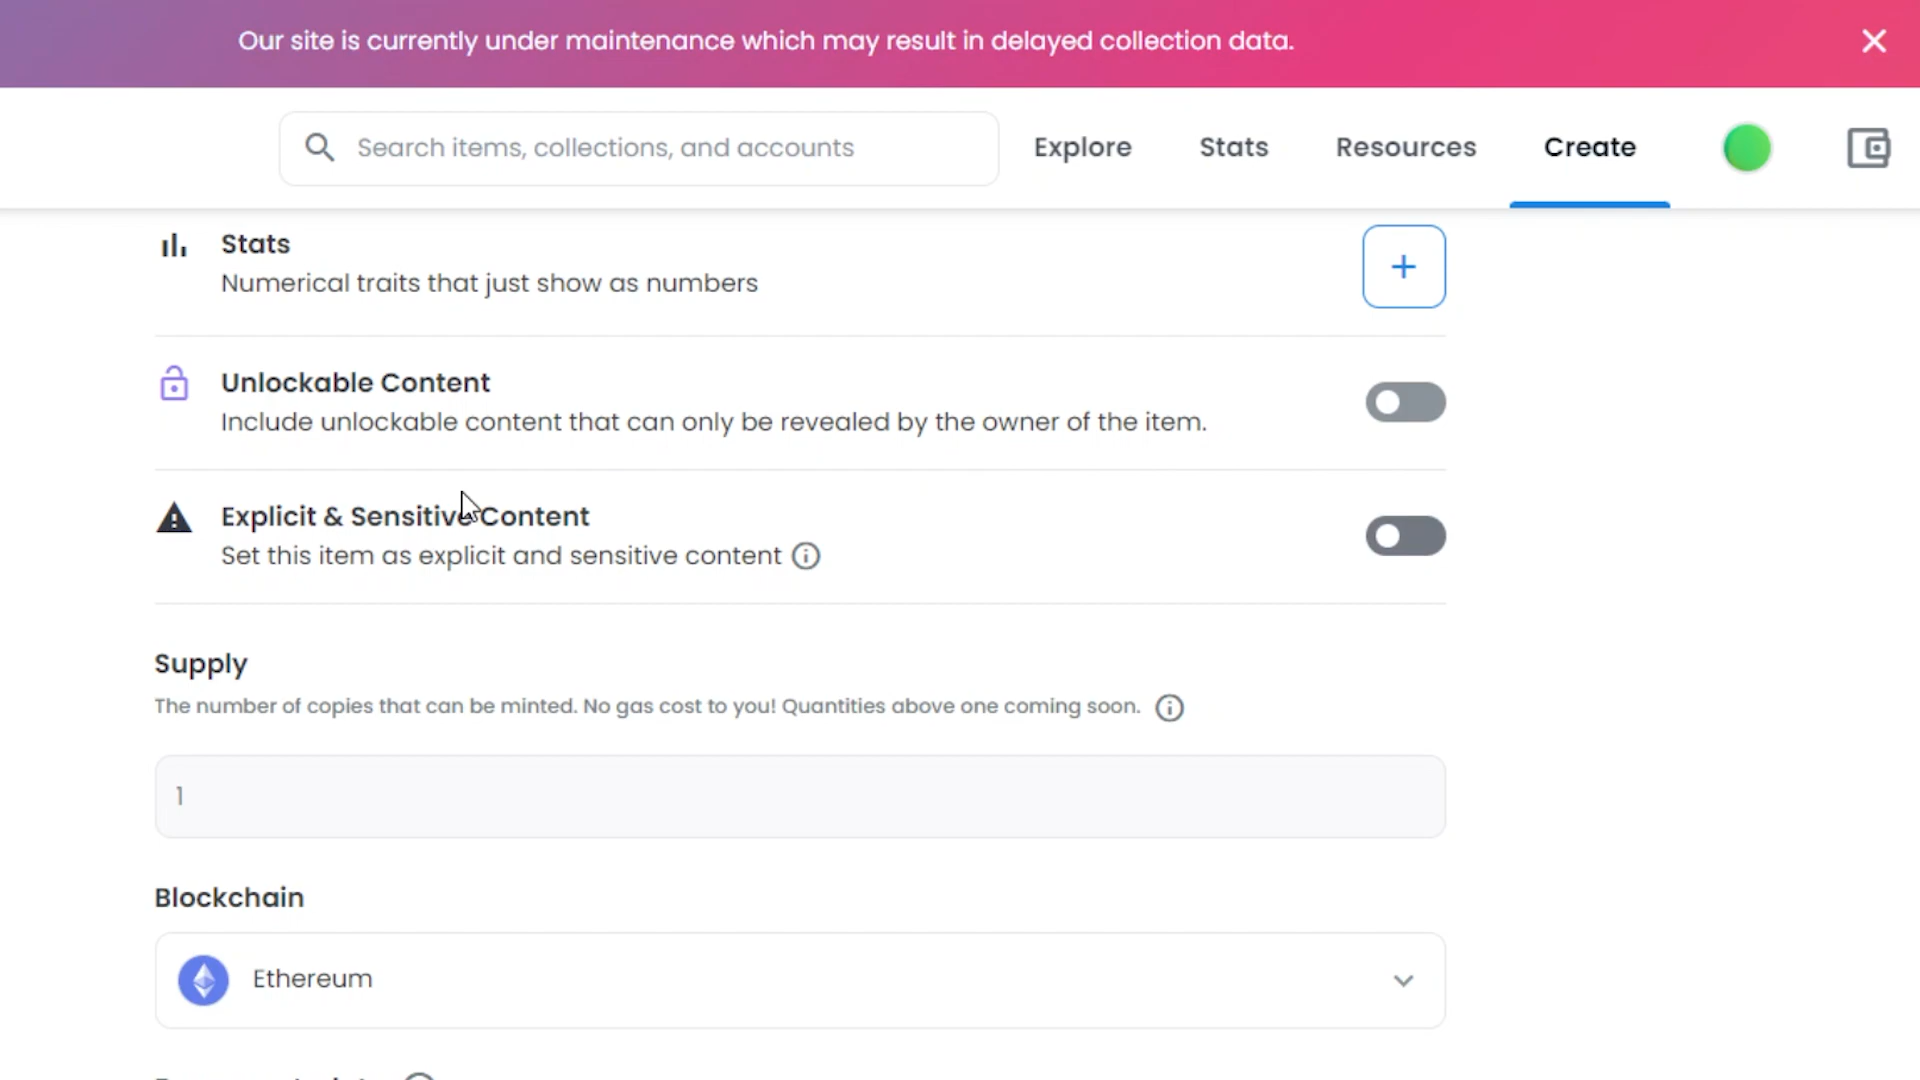 Our site is currently under maintenance which may result in delayed collection data.
Search items, collections, and accounts
Explore
Stats
Resources
Create
Stats
Numerical traits that just show as numbers
Unlockable Content
Include unlockable content that can only be revealed by the owner of the item.
Explicit & Sensitive Content
Set this item as explicit and sensitive content
Supply
The number of copies that can be minted. No gas cost to you! Quantities above one coming soon.
1
Blockchain
Ethereum